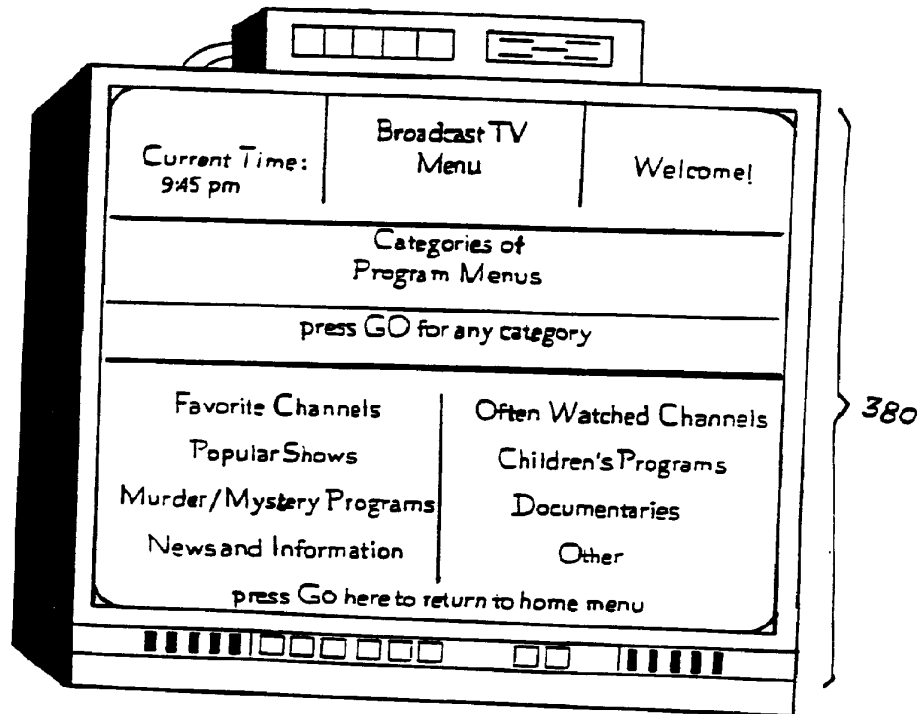 Current Time:
9:45 pm
Broadcast TV
Menu
Welcome!
Categories of
Program Menus
press GO for any category
Favorite Channels
Popular Shows
Murder/Mystery Programs
News and Information
Often Watched Channels
Children's Programs
Documentaries
Other
press Go here to return to home menu
380